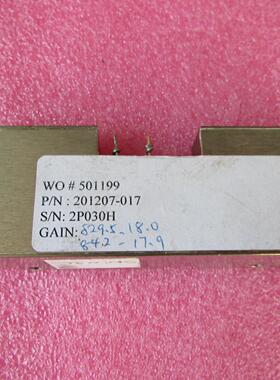 WO # 501199
P/N : 201207-017
S/N: 2P030H
GAIN: 829.5 - 18.0
842 - 17.9